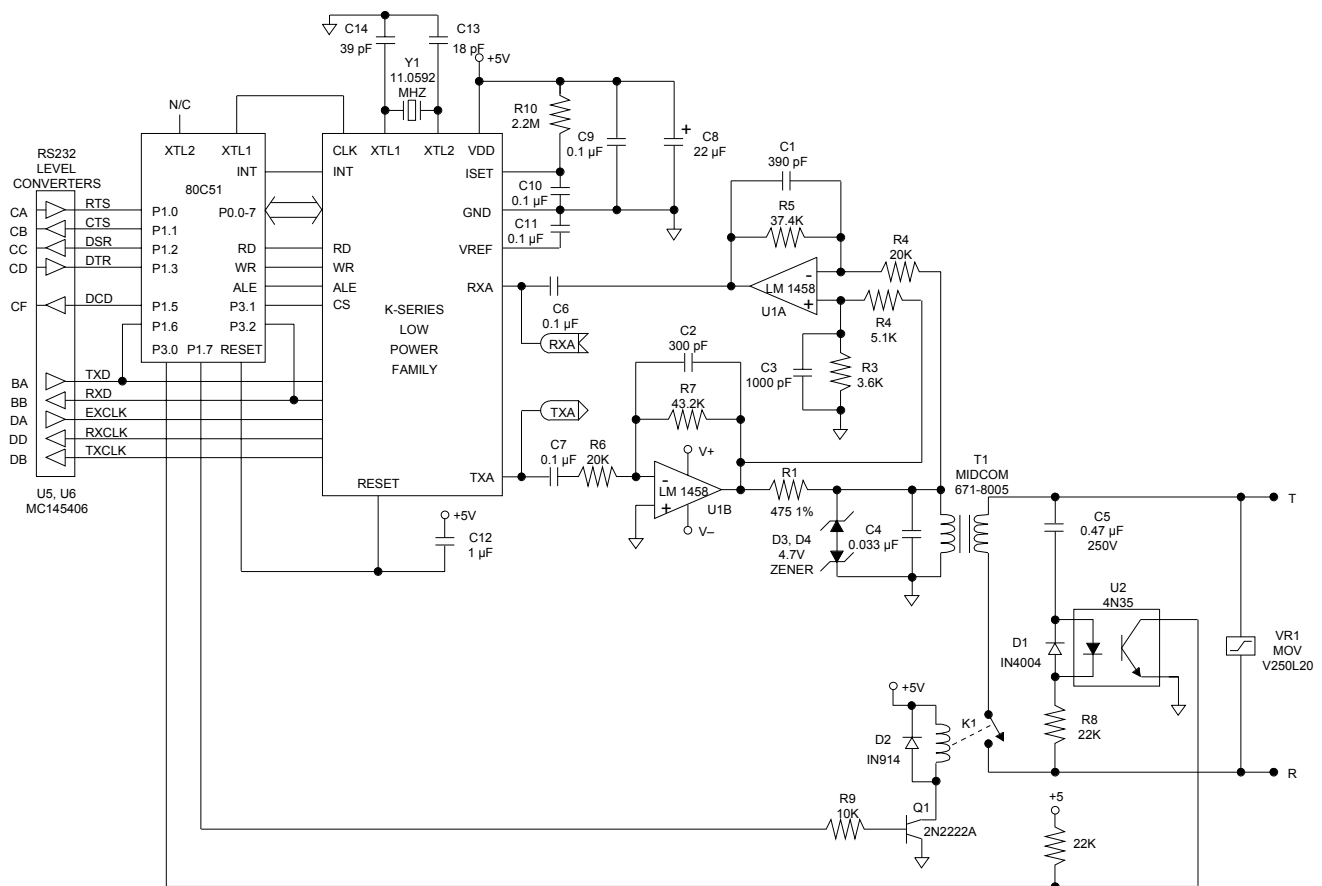 C14
39 pF
C13
18 pF
Y1
11.0592
MHZ
+5V
N/C
R10
2.2M
C9
0.1 µF
C8
22 µF
+
RS232
LEVEL
CONVERTERS
XTL2
XTL1
INT
80C51
P1.0
P0.0-7
P1.1
P1.2
RD
P1.3
WR
ALE
P1.5
P3.1
P1.6
P3.2
P3.0
P1.7
RESET
CLK
XTL1
XTL2
VDD
INT
ISET
GND
VREF
RD
WR
RXA
ALE
CS
K-SERIES
LOW
POWER
FAMILY
TXA
RESET
C10
0.1 µF
C11
0.1 µF
CA
RTS
CB
CTS
CC
DSR
CD
DTR
CF
DCD
BA
TXD
BB
RXD
DA
EXCLK
DD
RXCLK
DB
TXCLK
U5, U6
MC145406
+5V
C12
1 µF
C6
0.1 µF
RXA
TXA
C7
0.1 µF
R6
20K
C1
390 pF
R5
37.4K
R4
20K
-
LM 1458
+
U1A
R4
5.1K
C3
1000 pF
R3
3.6K
C2
300 pF
R7
43.2K
V+
-
LM 1458
+
U1B
V–
R1
475 1%
D3, D4
4.7V
ZENER
C4
0.033 µF
T1
MIDCOM
671-8005
C5
0.47 µF
250V
T
U2
4N35
D1
IN4004
VR1
MOV
V250L20
R8
22K
R
+5V
D2
IN914
K1
R9
10K
Q1
2N2222A
+5
22K